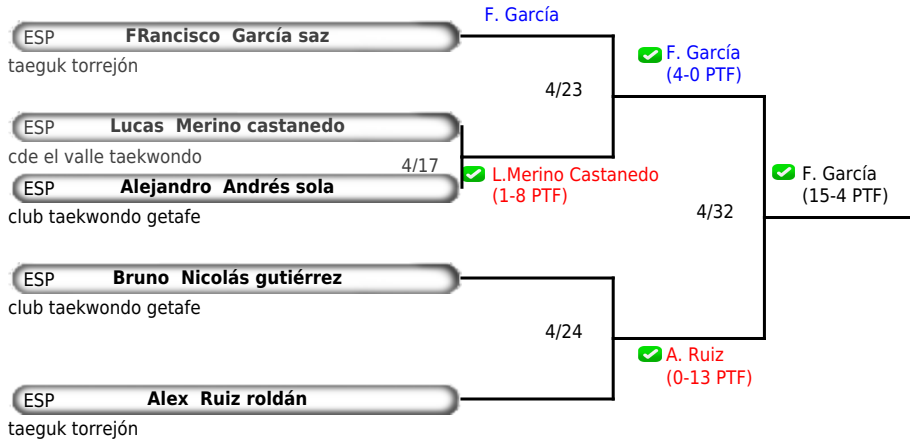 F. García
ESP FRancisco García saz
taeguk torrejón
F. García
(4-0 PTF)
4/23
ESP Lucas Merino castanedo
cde el valle taekwondo
4/17
L.Merino Castanedo
(1-8 PTF)
ESP Alejandro Andrés sola
club taekwondo getafe
F. García
(15-4 PTF)
4/32
ESP Bruno Nicolás gutiérrez
club taekwondo getafe
4/24
A. Ruiz
(0-13 PTF)
ESP Alex Ruiz roldán
taeguk torrejón